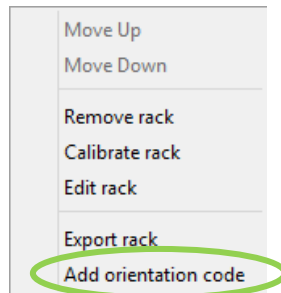 Move Up
Move Down
Remove rack
Calibrate rack
Edit rack
Export rack
Add orientation code